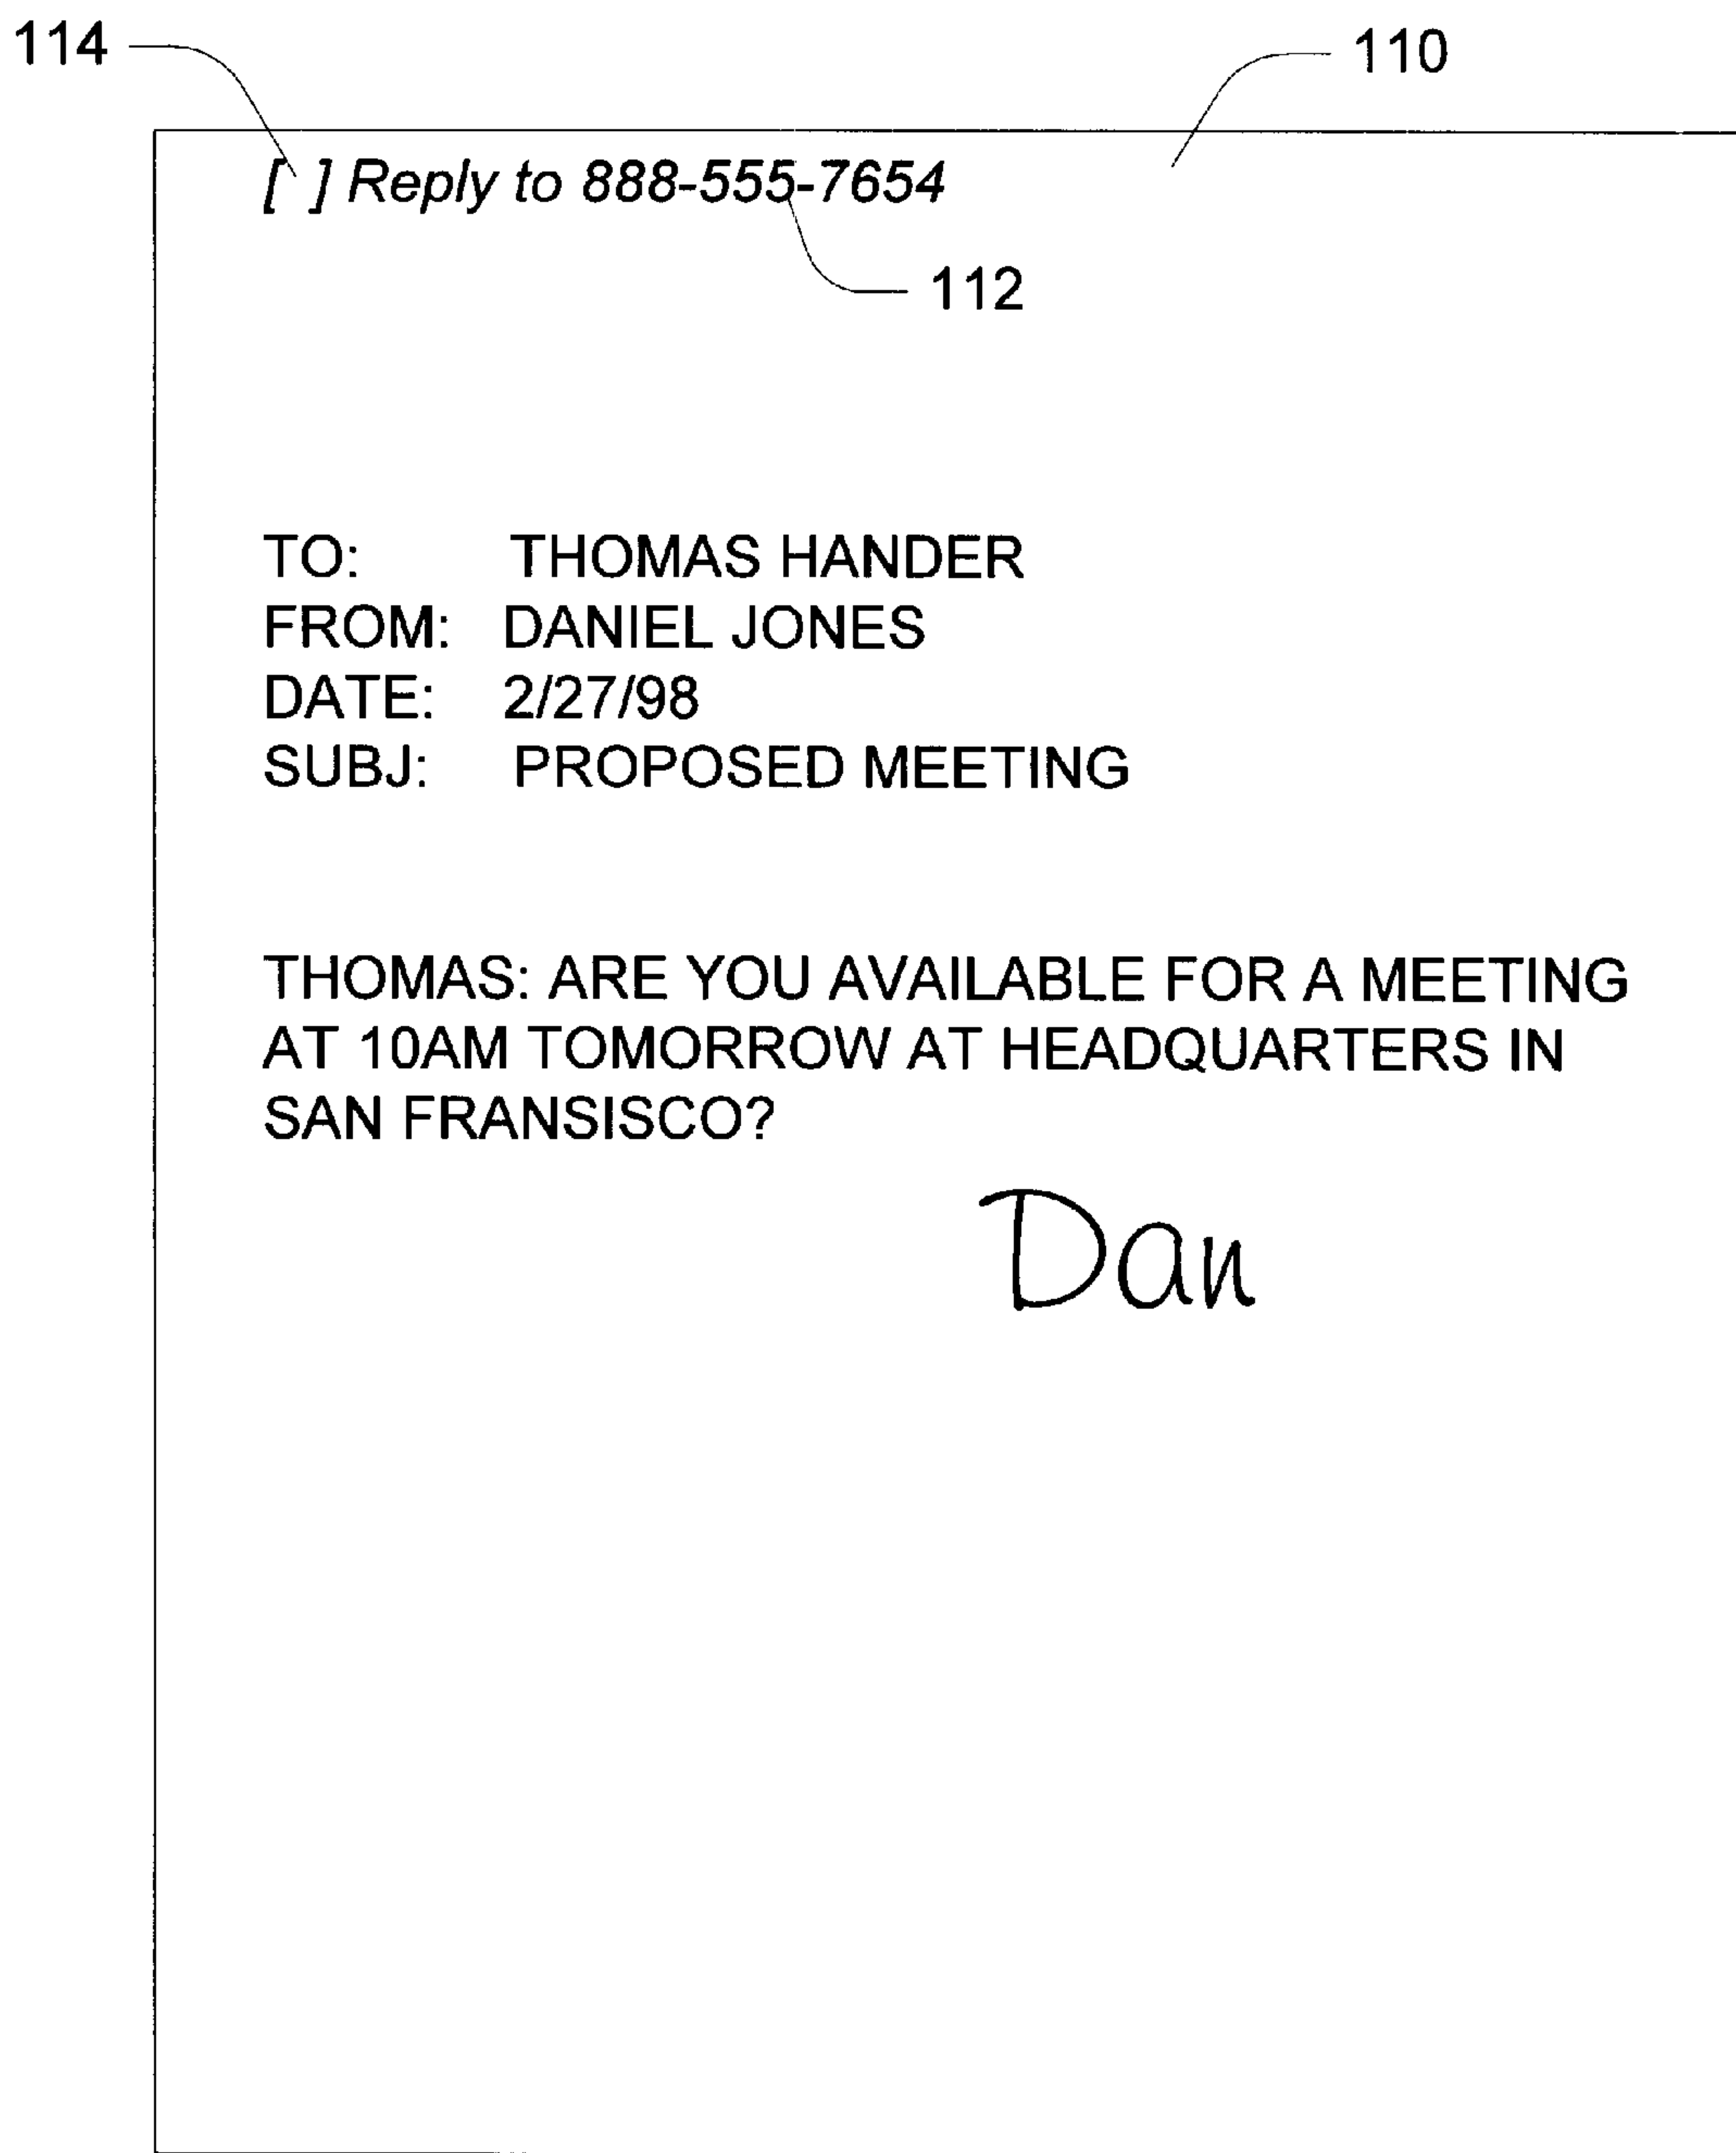 114
110
[ ] Reply to 888-555-7654
112
TO: THOMAS HANDER
FROM: DANIEL JONES
DATE: 2/27/98
SUBJ: PROPOSED MEETING
THOMAS: ARE YOU AVAILABLE FOR A MEETING
AT 10AM TOMORROW AT HEADQUARTERS IN
SAN FRANSISCO?
Dan